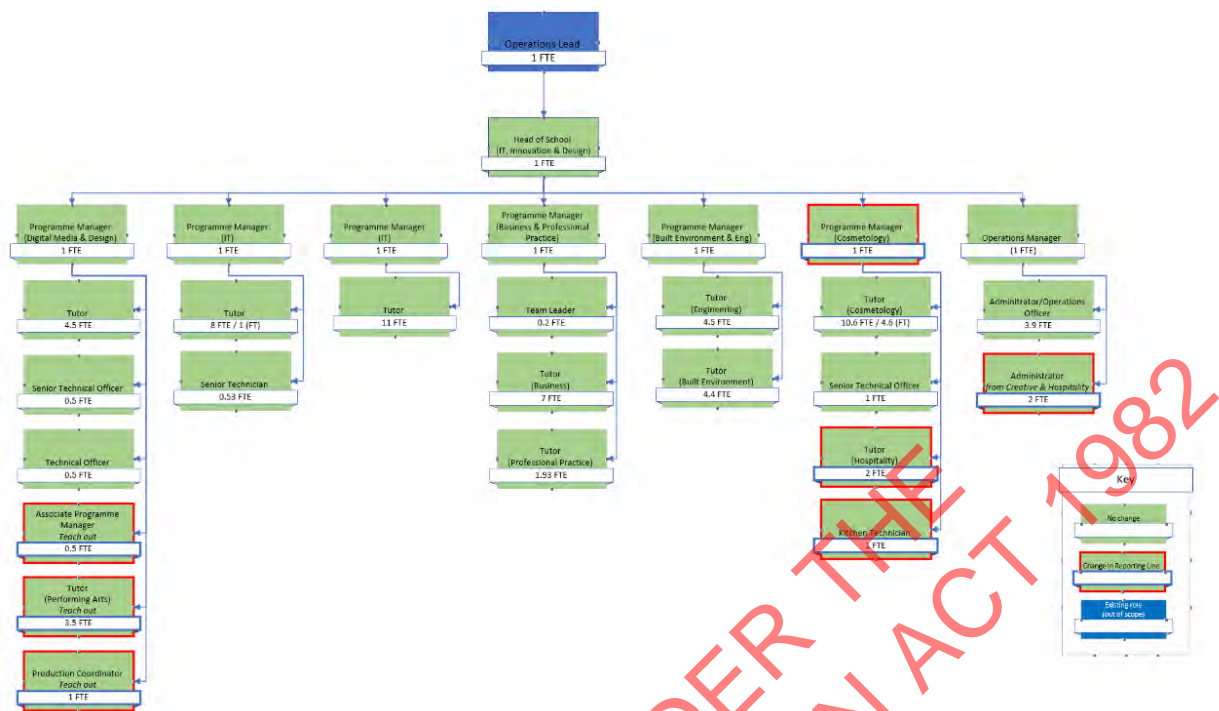 Operations Lead
1 FTE
Head of School
(IT, Innovation & Design)
1 FTE
Programme Manager
(Digital Media & Design)
1 FTE
Tutor
4.5 FTE
Senior Technical Officer
0.5 FTE
Technical Officer
0.5 FTE
Associate Programme
Manager
Teach out
0.5 FTE
Tutor
(Performing Arts)
Teach out
3.5 FTE
Production Coordinator
Teach out
1 FTE
Programme Manager
(IT)
1 FTE
Tutor
8 FTE / 1 (FT)
Senior Technician
0.53 FTE
Programme Manager
(IT)
1 FTE
Tutor
11 FTE
Programme Manager
(Business & Professional
Practice)
1 FTE
Team Leader
0.2 FTE
Tutor
(Business)
7 FTE
Tutor
(Professional Practice)
1.93 FTE
Programme Manager
(Built Environment & Eng)
1 FTE
Tutor
(Engineering)
4.5 FTE
Tutor
(Built Environment)
4.4 FTE
Programme Manager
(Cosmetology)
1 FTE
Tutor
(Cosmetology)
10.6 FTE / 4.6 (FT)
Senior Technical Officer
1 FTE
Tutor
(Hospitality)
2 FTE
Kitchen Technician
1 FTE
Operations Manager
(1 FTE)
Adminitrator/Operations
Officer
3.9 FTE
Administrator
from Creative & Hospitality
2 FTE
Key
No change
Change in Reporting Line
Existing role
(out of scope)
THE
ACT 1982